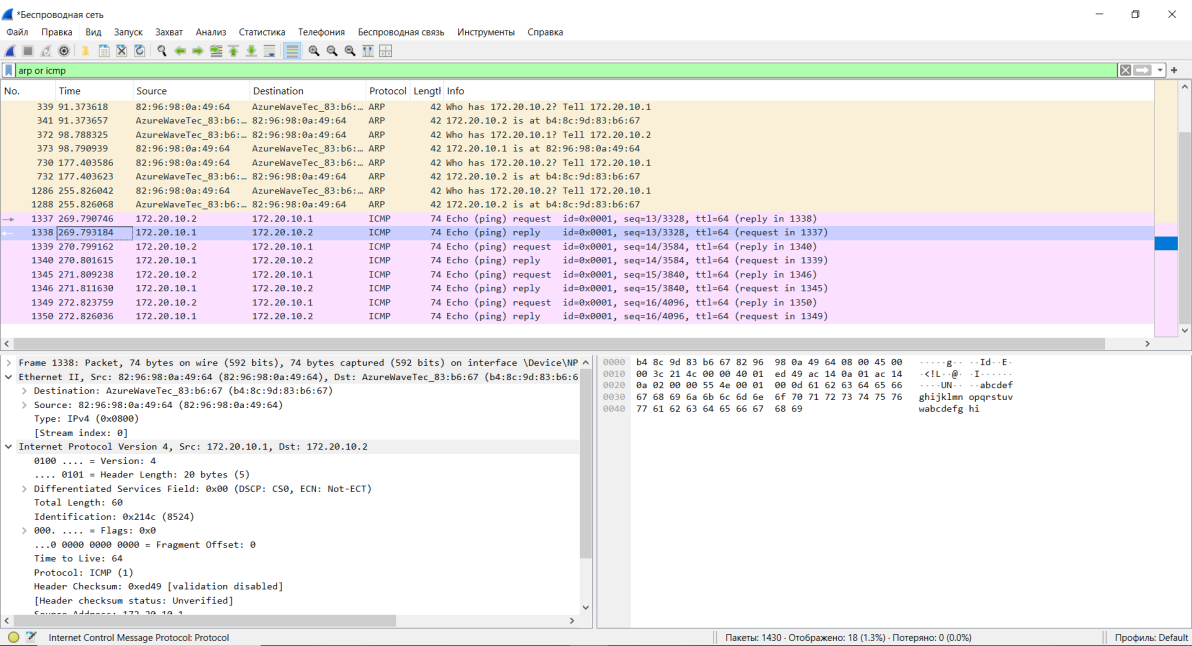 *Беспроводная сеть
Файл Правка Вид Запуск Захват Анализ Статистика Телефония Беспроводная связь Инструменты Справка
arp or icmp
No. Time Source Destination Protocol Lengtl Info
339 91.373618 82:96:98:0a:49:64 AzureWaveTec_83:b6:… ARP 42 Who has 172.20.10.2? Tell 172.20.10.1
341 91.373657 AzureWaveTec_83:b6:… 82:96:98:0a:49:64 ARP 42 172.20.10.2 is at b4:8c:9d:83:b6:67
372 98.788325 AzureWaveTec_83:b6:… 82:96:98:0a:49:64 ARP 42 Who has 172.20.10.1? Tell 172.20.10.2
373 98.790939 82:96:98:0a:49:64 AzureWaveTec_83:b6:… ARP 42 172.20.10.1 is at 82:96:98:0a:49:64
730 177.403586 82:96:98:0a:49:64 AzureWaveTec_83:b6:… ARP 42 Who has 172.20.10.2? Tell 172.20.10.1
732 177.403623 AzureWaveTec_83:b6:… 82:96:98:0a:49:64 ARP 42 172.20.10.2 is at b4:8c:9d:83:b6:67
1286 255.826042 82:96:98:0a:49:64 AzureWaveTec_83:b6:… ARP 42 Who has 172.20.10.2? Tell 172.20.10.1
1288 255.826068 AzureWaveTec_83:b6:… 82:96:98:0a:49:64 ARP 42 172.20.10.2 is at b4:8c:9d:83:b6:67
1337 269.790746 172.20.10.2 172.20.10.1 ICMP 74 Echo (ping) request id=0x0001, seq=13/3328, ttl=64 (reply in 1338)
1338 269.793184 172.20.10.1 172.20.10.2 ICMP 74 Echo (ping) reply id=0x0001, seq=13/3328, ttl=64 (request in 1337)
1339 270.799162 172.20.10.2 172.20.10.1 ICMP 74 Echo (ping) request id=0x0001, seq=14/3584, ttl=64 (reply in 1340)
1340 270.801615 172.20.10.1 172.20.10.2 ICMP 74 Echo (ping) reply id=0x0001, seq=14/3584, ttl=64 (request in 1339)
1345 271.809238 172.20.10.2 172.20.10.1 ICMP 74 Echo (ping) request id=0x0001, seq=15/3840, ttl=64 (reply in 1346)
1346 271.811630 172.20.10.1 172.20.10.2 ICMP 74 Echo (ping) reply id=0x0001, seq=15/3840, ttl=64 (request in 1345)
1349 272.823759 172.20.10.2 172.20.10.1 ICMP 74 Echo (ping) request id=0x0001, seq=16/4096, ttl=64 (reply in 1350)
1350 272.826036 172.20.10.1 172.20.10.2 ICMP 74 Echo (ping) reply id=0x0001, seq=16/4096, ttl=64 (request in 1349)
Frame 1338: Packet, 74 bytes on wire (592 bits), 74 bytes captured (592 bits) on interface \Device\NP
Ethernet II, Src: 82:96:98:0a:49:64 (82:96:98:0a:49:64), Dst: AzureWaveTec_83:b6:67 (b4:8c:9d:83:b6:6
Destination: AzureWaveTec_83:b6:67 (b4:8c:9d:83:b6:67)
Source: 82:96:98:0a:49:64 (82:96:98:0a:49:64)
Type: IPv4 (0x0800)
[Stream index: 0]
Internet Protocol Version 4, Src: 172.20.10.1, Dst: 172.20.10.2
0100 .... = Version: 4
.... 0101 = Header Length: 20 bytes (5)
Differentiated Services Field: 0x00 (DSCP: CS0, ECN: Not-ECT)
Total Length: 60
Identification: 0x214c (8524)
000. .... = Flags: 0x0
...0 0000 0000 0000 = Fragment Offset: 0
Time to Live: 64
Protocol: ICMP (1)
Header Checksum: 0xed49 [validation disabled]
[Header checksum status: Unverified]
Source Address: 172.20.10.1
0000 b4 8c 9d 83 b6 67 82 96 98 0a 49 64 08 00 45 00 ·····g·· ··Id··E·
0010 00 3c 21 4c 00 00 40 01 ed 49 ac 14 0a 01 ac 14 ·<!L··@· ·I······
0020 0a 02 00 00 55 4e 00 01 00 0d 61 62 63 64 65 66 ····UN·· ··abcdef
0030 67 68 69 6a 6b 6c 6d 6e 6f 70 71 72 73 74 75 76 ghijklmn opqrstuv
0040 77 61 62 63 64 65 66 67 68 69 wabcdefg hi
Internet Control Message Protocol: Protocol
Пакеты: 1430 · Отображено: 18 (1.3%) · Потеряно: 0 (0.0%)
Профиль: Default